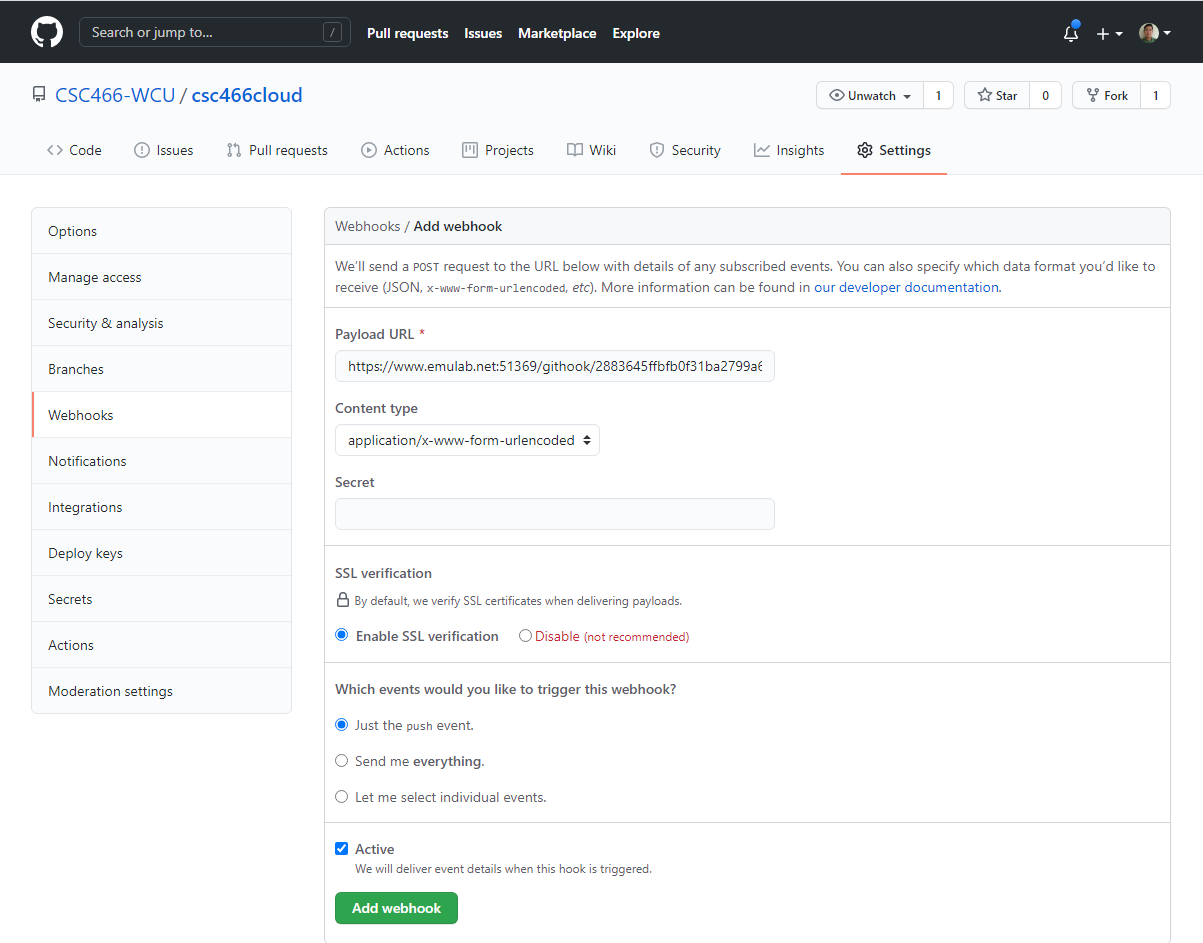 Search or jump to... /
Pull requests Issues Marketplace Explore
CSC466-WCU / csc466cloud
Unwatch 1 Star 0 Fork 1
Code Issues Pull requests Actions Projects Wiki Security Insights Settings
Options
Manage access
Security & analysis
Branches
Webhooks
Notifications
Integrations
Deploy keys
Secrets
Actions
Moderation settings
Webhooks / Add webhook
We’ll send a POST request to the URL below with details of any subscribed events. You can also specify which data format you’d like to
receive (JSON, x-www-form-urlencoded, etc). More information can be found in our developer documentation.
Payload URL *
https://www.emulab.net:51369/githook/2883645ffbfb0f31ba2799a6
Content type
application/x-www-form-urlencoded
Secret
SSL verification
By default, we verify SSL certificates when delivering payloads.
Enable SSL verification Disable (not recommended)
Which events would you like to trigger this webhook?
Just the push event.
Send me everything.
Let me select individual events.
Active
We will deliver event details when this hook is triggered.
Add webhook